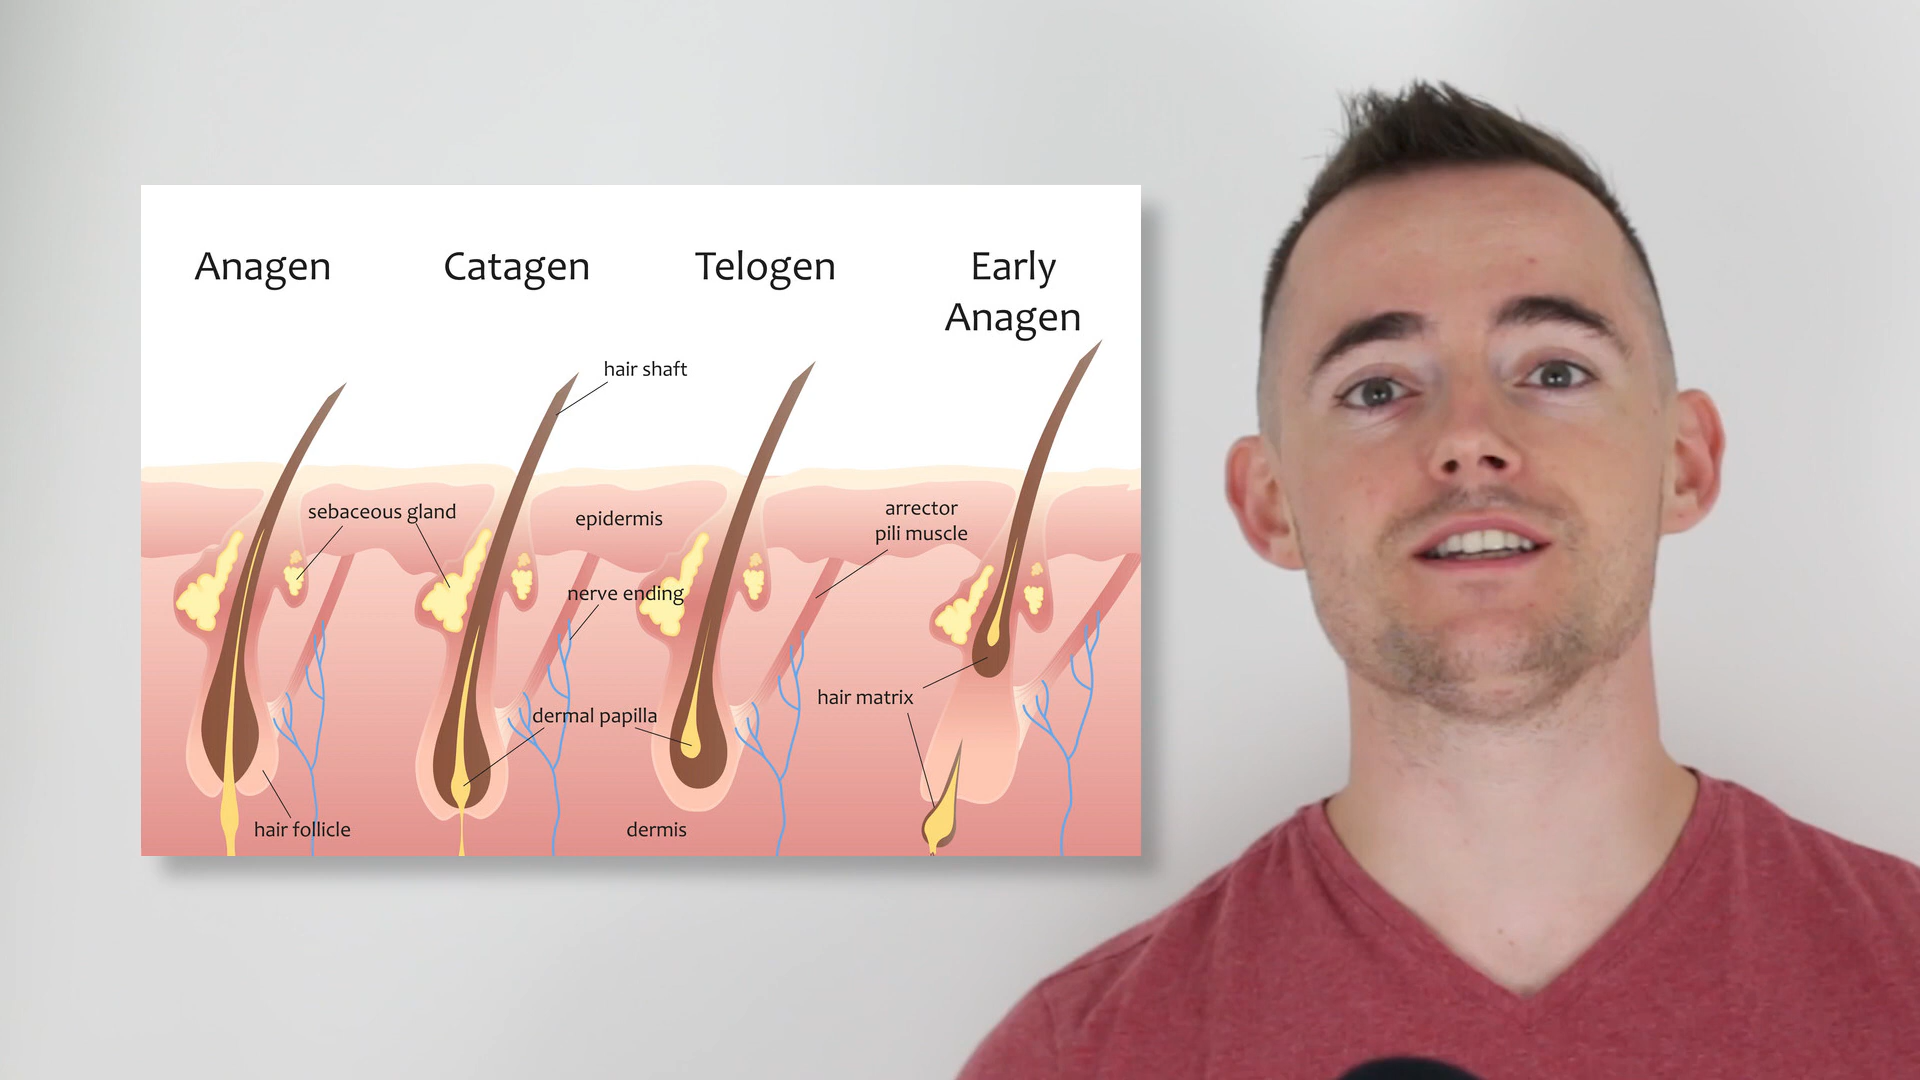 Anagen
Catagen
Telogen
Early
Anagen
hair shaft
sebaceous gland
epidermis
arrector
pili muscle
nerve ending
hair matrix
dermal papilla
hair follicle
dermis